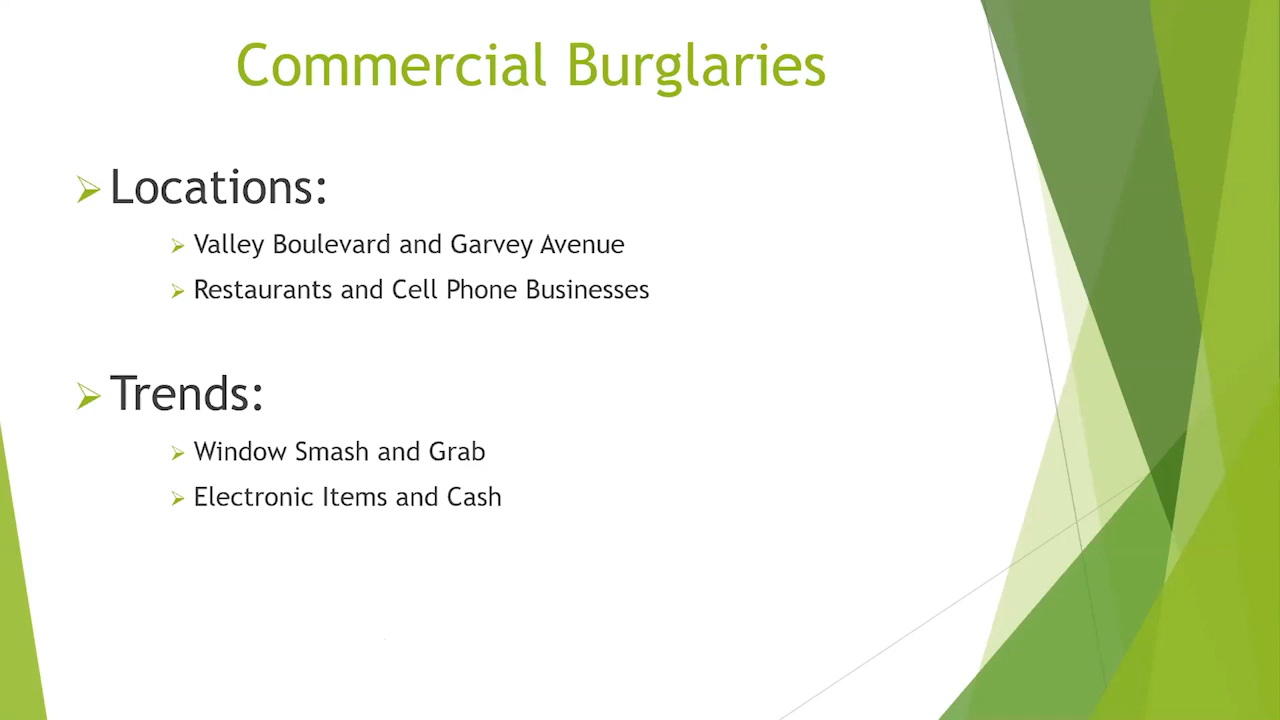 Commercial Burglaries
Locations:
Valley Boulevard and Garvey Avenue
Restaurants and Cell Phone Businesses
Trends:
Window Smash and Grab
Electronic Items and Cash